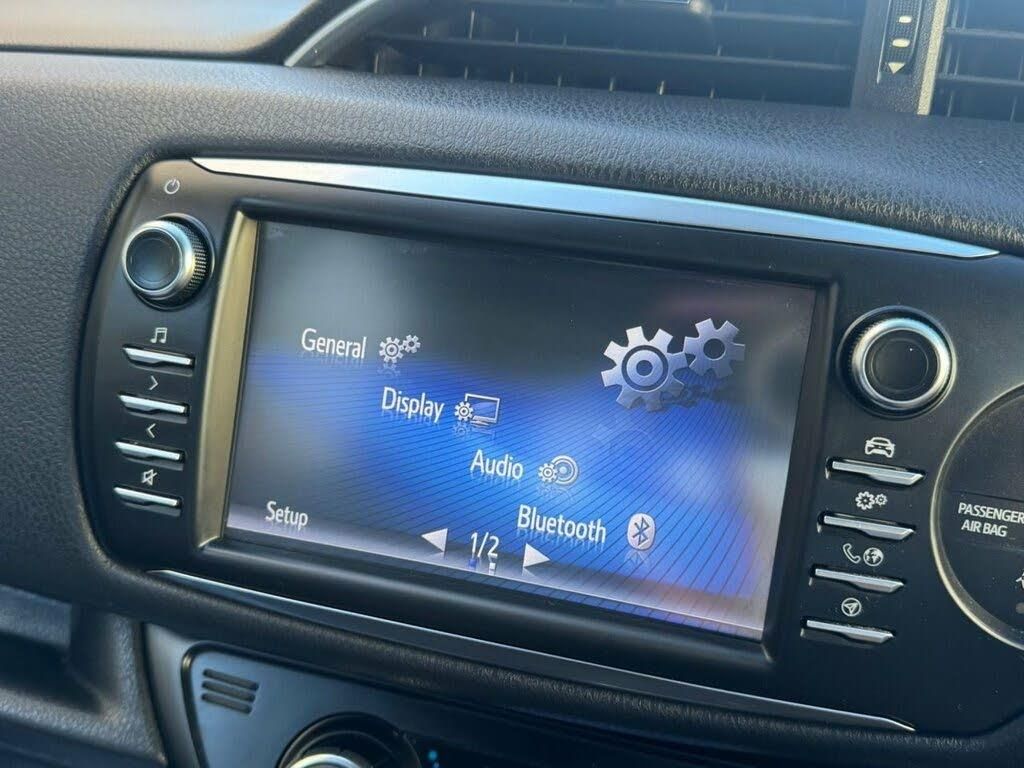 General
Display
Audio
Bluetooth
Setup
1/2
PASSENGER
AIR BAG